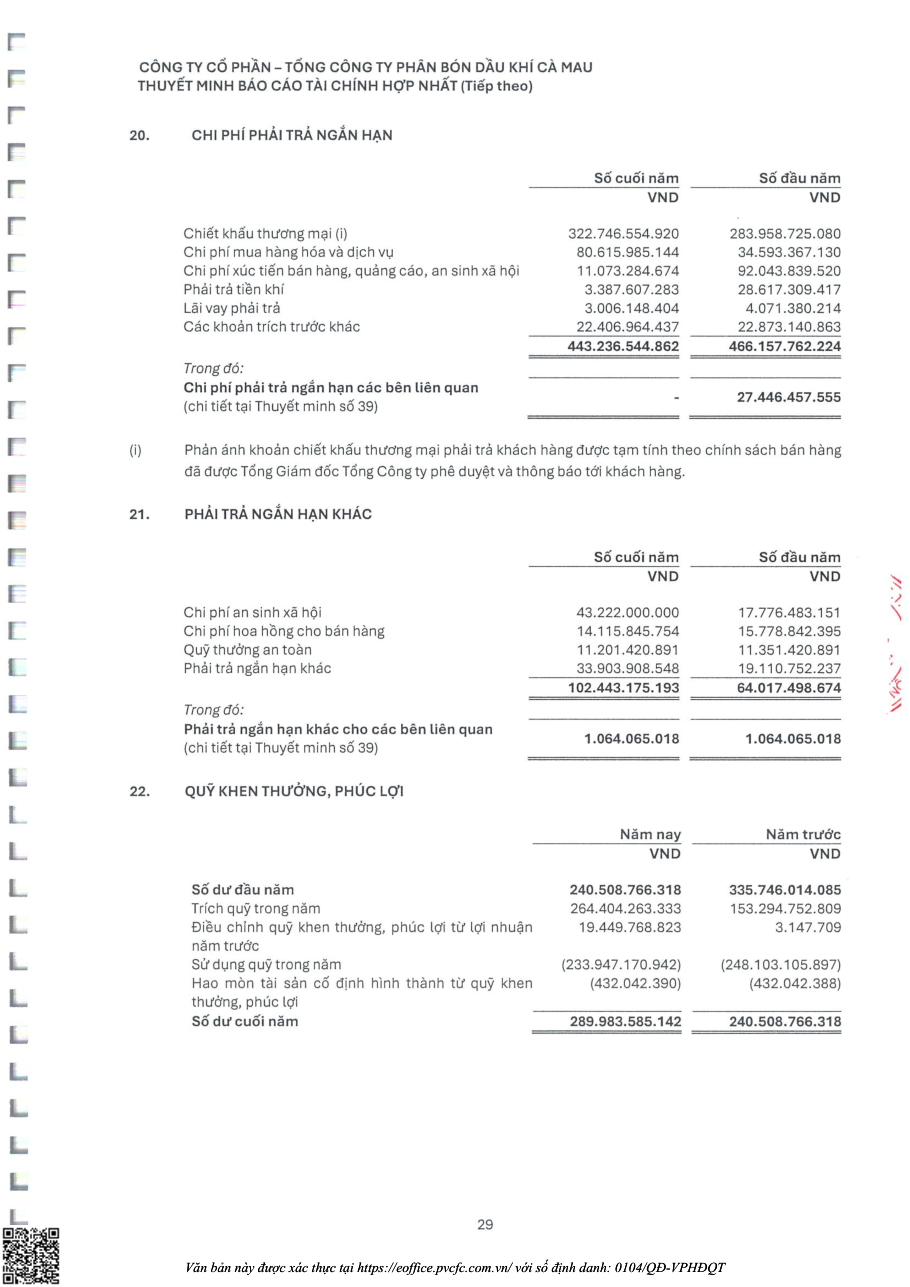 CÔNG TY CỔ PHẦN – TỔNG CÔNG TY PHÂN BÓN DẦU KHÍ CÀ MAU
THUYẾT MINH BÁO CÁO TÀI CHÍNH HỢP NHẤT (Tiếp theo)
20. CHI PHÍ PHẢI TRẢ NGẮN HẠN
Số cuối năm Số đầu năm
VND VND
Chiết khấu thương mại (i) 322.746.554.920 283.958.725.080
Chi phí mua hàng hóa và dịch vụ 80.615.985.144 34.593.367.130
Chi phí xúc tiến bán hàng, quảng cáo, an sinh xã hội 11.073.284.674 92.043.839.520
Phải trả tiền khí 3.387.607.283 28.617.309.417
Lãi vay phải trả 3.006.148.404 4.071.380.214
Các khoản trích trước khác 22.406.964.437 22.873.140.863
443.236.544.862 466.157.762.224
Trong đó:
Chi phí phải trả ngắn hạn các bên liên quan
(chi tiết tại Thuyết minh số 39) - 27.446.457.555
(i) Phản ánh khoản chiết khấu thương mại phải trả khách hàng được tạm tính theo chính sách bán hàng
đã được Tổng Giám đốc Tổng Công ty phê duyệt và thông báo tới khách hàng.
21. PHẢI TRẢ NGẮN HẠN KHÁC
Số cuối năm Số đầu năm
VND VND
Chi phí an sinh xã hội 43.222.000.000 17.776.483.151
Chi phí hoa hồng cho bán hàng 14.115.845.754 15.778.842.395
Quỹ thưởng an toàn 11.201.420.891 11.351.420.891
Phải trả ngắn hạn khác 33.903.908.548 19.110.752.237
102.443.175.193 64.017.498.674
Trong đó:
Phải trả ngắn hạn khác cho các bên liên quan
(chi tiết tại Thuyết minh số 39) 1.064.065.018 1.064.065.018
22. QUỸ KHEN THƯỞNG, PHÚC LỢI
Năm nay Năm trước
VND VND
Số dư đầu năm 240.508.766.318 335.746.014.085
Trích quỹ trong năm 264.404.263.333 153.294.752.809
Điều chỉnh quỹ khen thưởng, phúc lợi từ lợi nhuận 19.449.768.823 3.147.709
năm trước
Sử dụng quỹ trong năm (233.947.170.942) (248.103.105.897)
Hao mòn tài sản cố định hình thành từ quỹ khen (432.042.390) (432.042.388)
thưởng, phúc lợi
Số dư cuối năm 289.983.585.142 240.508.766.318
29
Văn bản này được xác thực tại https://eoffice.pvcfc.com.vn/ với số định danh: 0104/QĐ-VPHĐQT